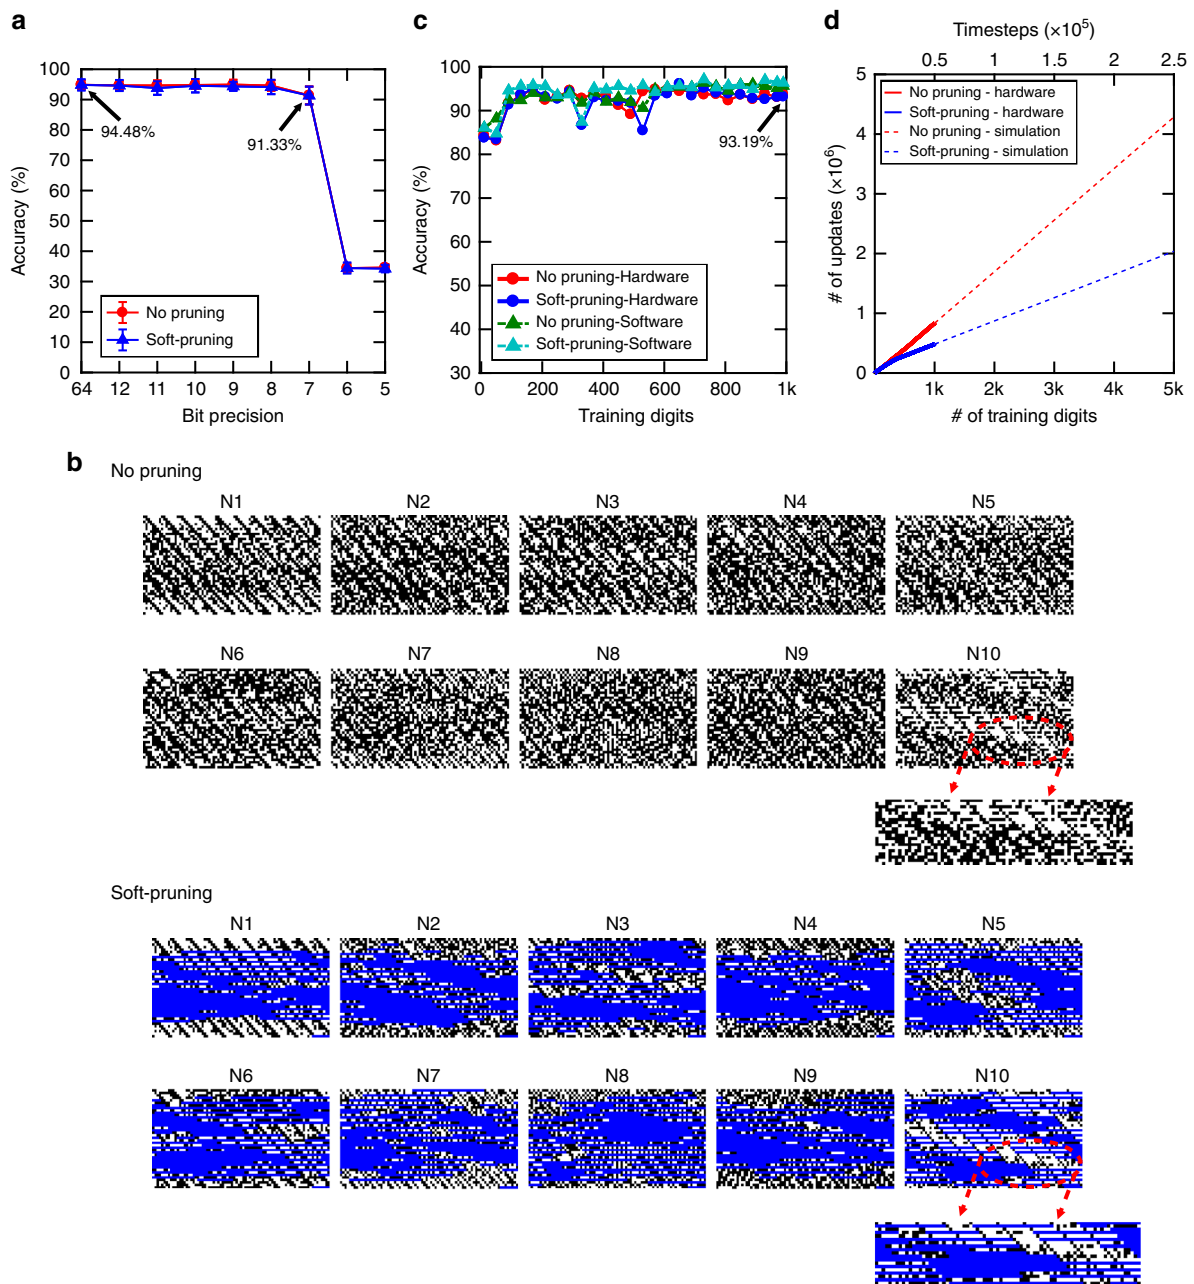 a
100
90
80
70
60
50
40
30
20
10
0
Accuracy (%)
94.48%
91.33%
No pruning
Soft-pruning
64 12 11 10 9 8 7 6 5
Bit precision
c
100
90
80
70
60
50
40
30
Accuracy (%)
93.19%
No pruning-Hardware
Soft-pruning-Hardware
No pruning-Software
Soft-pruning-Software
0 200 400 600 800 1k
Training digits
d
Timesteps (×10⁵)
0.5 1 1.5 2 2.5
5
4
3
2
1
0
# of updates (×10⁶)
No pruning - hardware
Soft-pruning - hardware
No pruning - simulation
Soft-pruning - simulation
1k 2k 3k 4k 5k
# of training digits
b
No pruning
N1 N2 N3 N4 N5
N6 N7 N8 N9 N10
Soft-pruning
N1 N2 N3 N4 N5
N6 N7 N8 N9 N10